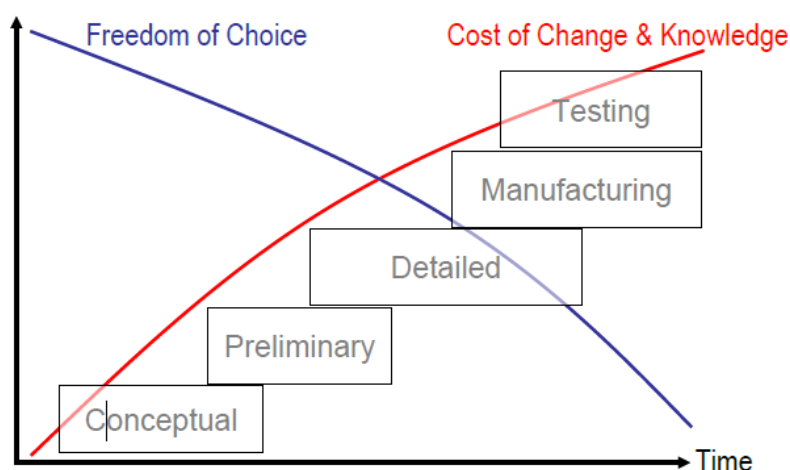 Freedom of Choice
Cost of Change & Knowledge
Testing
Manufacturing
Detailed
Preliminary
Conceptual
Time